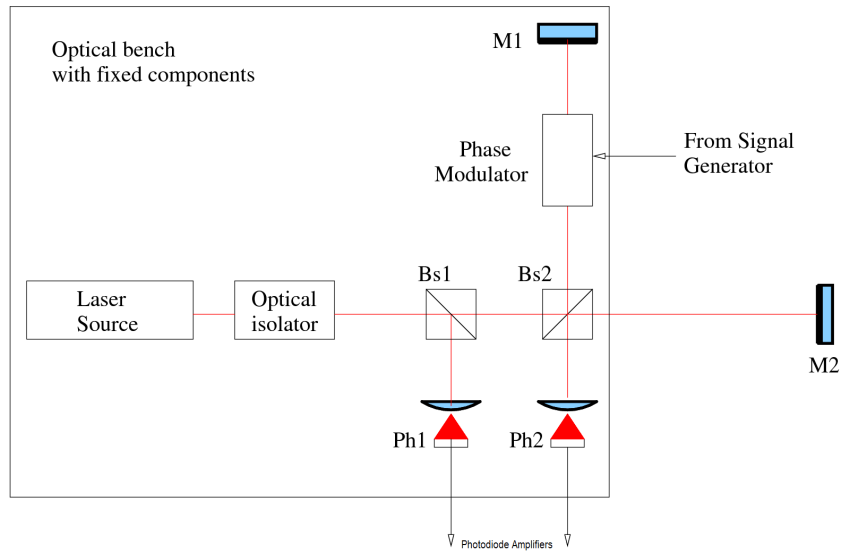 M1
Optical bench
with fixed components
Phase
Modulator
From Signal
Generator
Bs1
Bs2
Laser
Source
Optical
isolator
M2
Ph1
Ph2
Photodiode Amplifiers